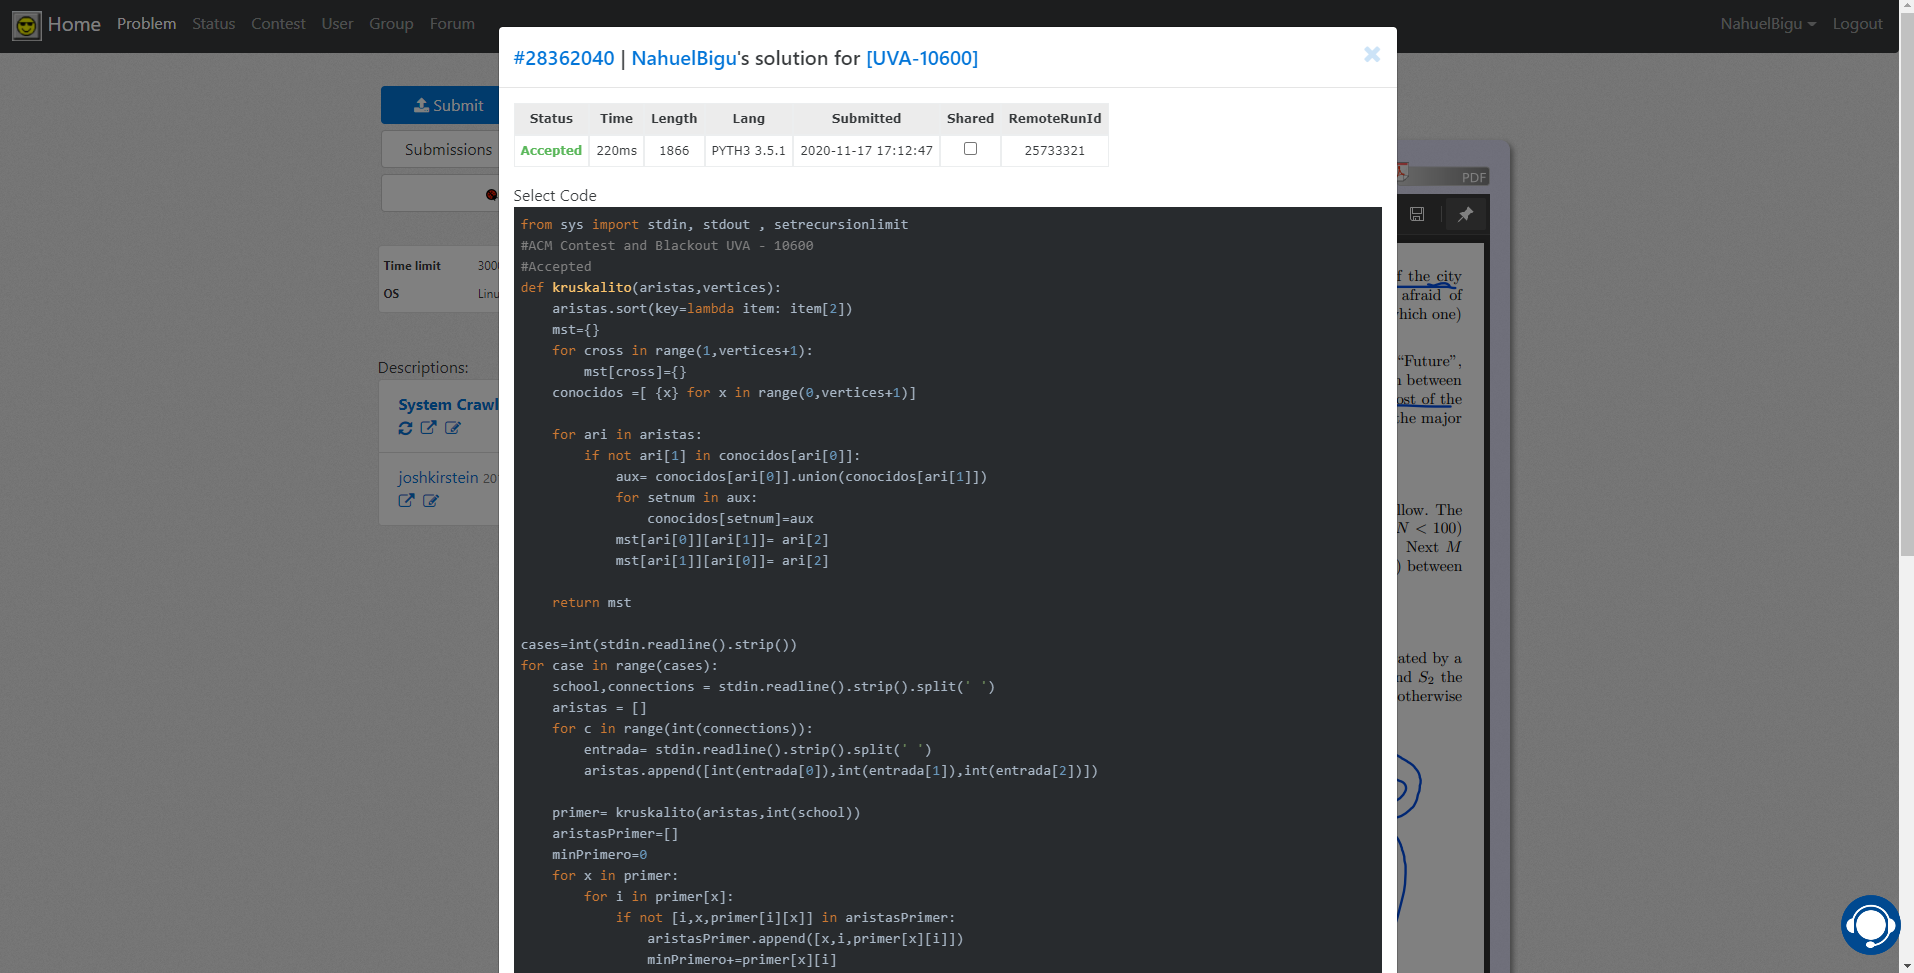 Home Problem Status Contest User Group Forum NahuelBigu Logout
#28362040 | NahuelBigu's solution for [UVA-10600]
Submit
Submissions
Time limit 300
OS Linu
Descriptions:
System Crawl
joshkirstein 20
Status Time Length Lang Submitted Shared RemoteRunId
Accepted 220ms 1866 PYTH3 3.5.1 2020-11-17 17:12:47 25733321
Select Code
from sys import stdin, stdout , setrecursionlimit
#ACM Contest and Blackout UVA - 10600
#Accepted
def kruskalito(aristas,vertices):
    aristas.sort(key=lambda item: item[2])
    mst={}
    for cross in range(1,vertices+1):
        mst[cross]={}
    conocidos =[ {x} for x in range(0,vertices+1)]
    for ari in aristas:
        if not ari[1] in conocidos[ari[0]]:
            aux= conocidos[ari[0]].union(conocidos[ari[1]])
            for setnum in aux:
                conocidos[setnum]=aux
            mst[ari[0]][ari[1]]= ari[2]
            mst[ari[1]][ari[0]]= ari[2]
    return mst
cases=int(stdin.readline().strip())
for case in range(cases):
    school,connections = stdin.readline().strip().split(' ')
    aristas = []
    for c in range(int(connections)):
        entrada= stdin.readline().strip().split(' ')
        aristas.append([int(entrada[0]),int(entrada[1]),int(entrada[2])])
    primer= kruskalito(aristas,int(school))
    aristasPrimer=[]
    minPrimero=0
    for x in primer:
        for i in primer[x]:
            if not [i,x,primer[i][x]] in aristasPrimer:
                aristasPrimer.append([x,i,primer[x][i]])
                minPrimero+=primer[x][i]
PDF
f the city
afraid of
hich one)
"Future",
between
ost of the
the major
llow. The
N < 100)
Next M
) between
ated by a
nd S2 the
otherwise